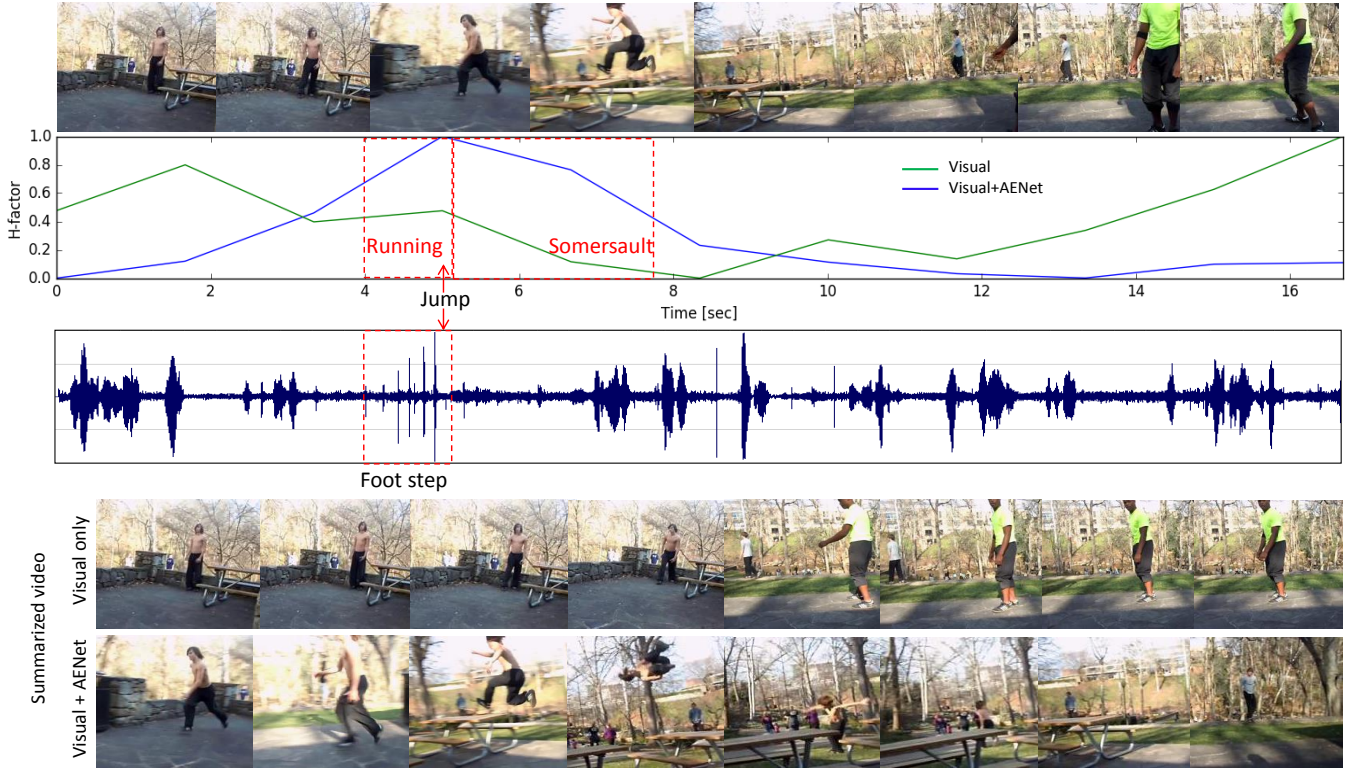 1.0
0.8
0.6
0.4
0.2
0.0
H-factor
Visual
Visual+AENet
Running
Somersault
0 2 4 6 8 10 12 14 16
Jump
Time [sec]
Foot step
Summarized video
Visual only
Visual + AENet